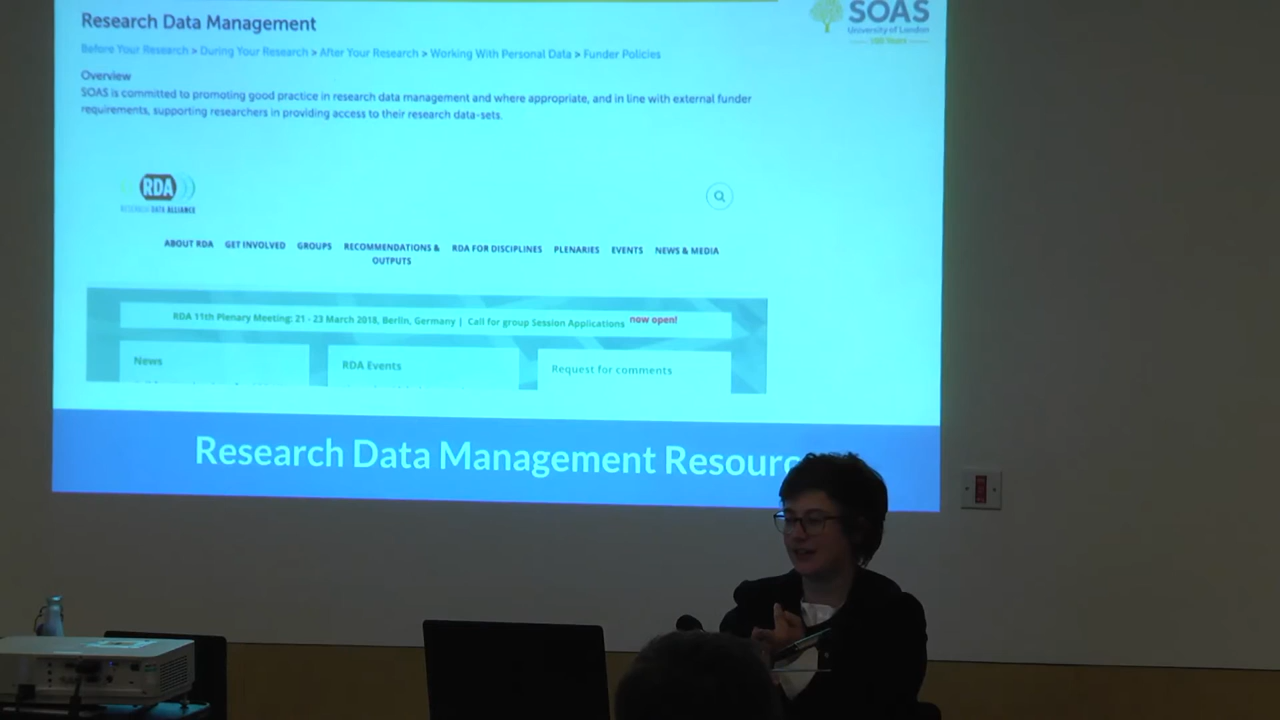 Research Data Management
SOAS
University of London
Before Your Research > During Your Research > After Your Research > Working With Personal Data > Funder Policies
Overview
SOAS is committed to promoting good practice in research data management and where appropriate, and in line with external funder
requirements, supporting researchers in providing access to their research data-sets.
RDA
RESEARCH DATA ALLIANCE
ABOUT RDA GET INVOLVED GROUPS RECOMMENDATIONS & RDA FOR DISCIPLINES PLENARIES EVENTS NEWS & MEDIA
OUTPUTS
RDA 11th Plenary Meeting: 21 - 23 March 2018, Berlin, Germany | Call for group Session Applications now open!
News
RDA Events
Request for comments
Research Data Management Resourc